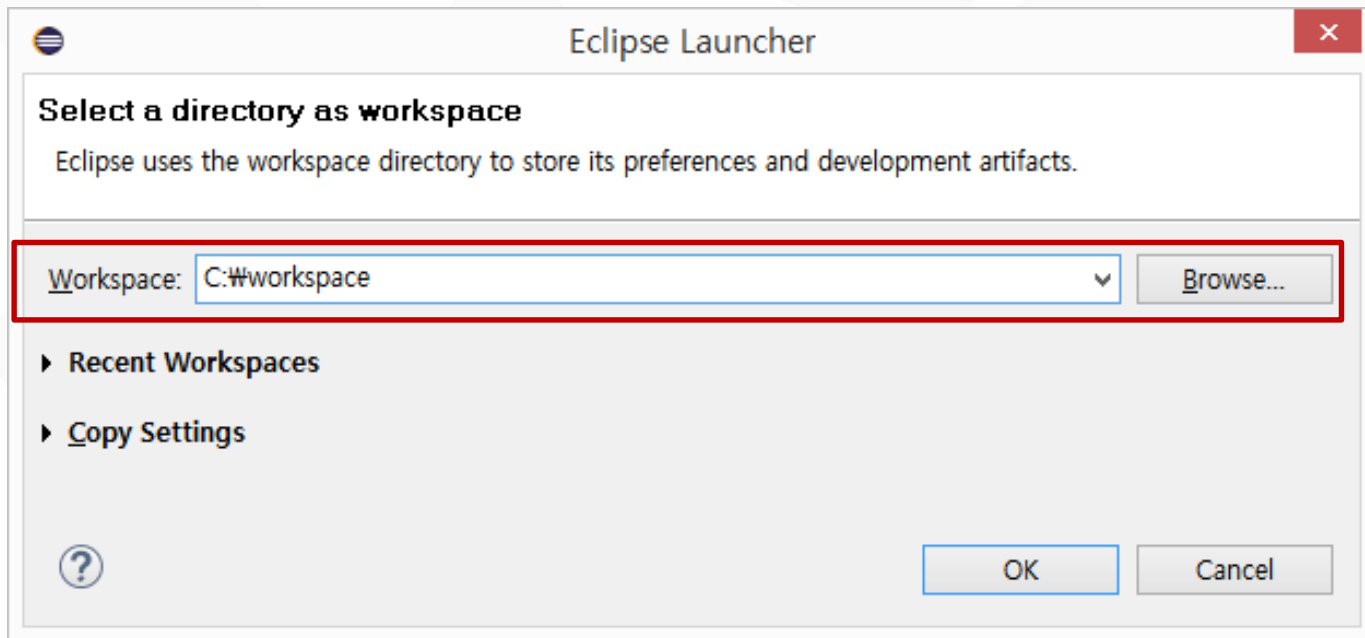 Eclipse Launcher
Select a directory as workspace
Eclipse uses the workspace directory to store its preferences and development artifacts.
Workspace: C:₩workspace Browse...
Recent Workspaces
Copy Settings
? OK Cancel